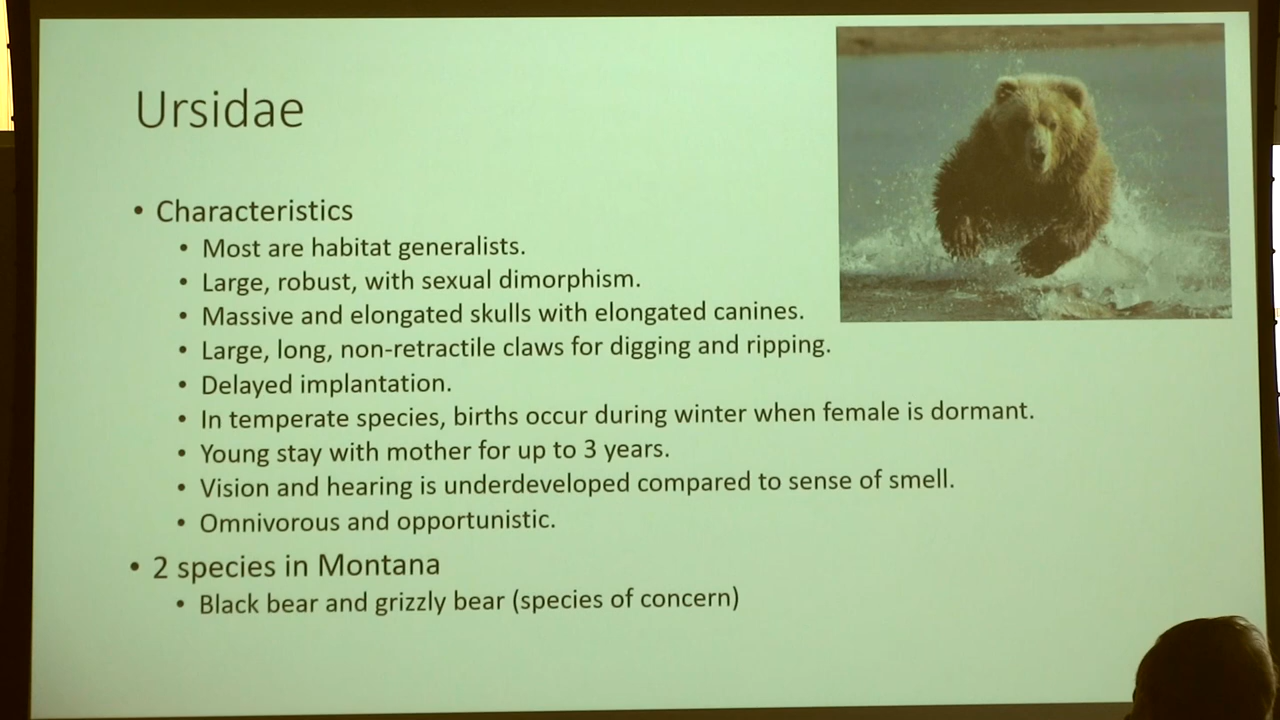 Ursidae
• Characteristics
• Most are habitat generalists.
• Large, robust, with sexual dimorphism.
• Massive and elongated skulls with elongated canines.
• Large, long, non-retractile claws for digging and ripping.
• Delayed implantation.
• In temperate species, births occur during winter when female is dormant.
• Young stay with mother for up to 3 years.
• Vision and hearing is underdeveloped compared to sense of smell.
• Omnivorous and opportunistic.
• 2 species in Montana
• Black bear and grizzly bear (species of concern)